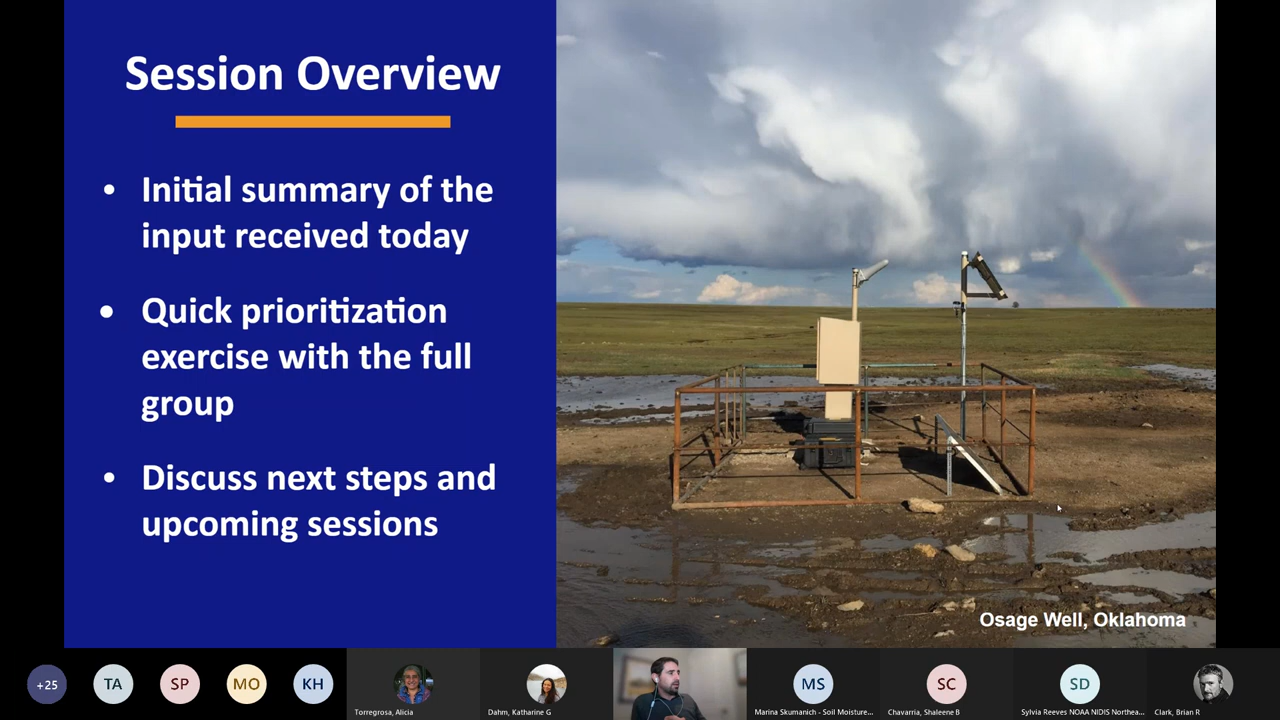 Session Overview
• Initial summary of the
input received today
• Quick prioritization
exercise with the full
group
• Discuss next steps and
upcoming sessions
Osage Well, Oklahoma
+25
TA
SP
MO
KH
MS
SC
SD
Torregrosa, Alicia
Dahm, Katharine G
Marina Skumanich - Soil Moisture...
Chavarria, Shaleene B
Sylvia Reeves NOAA NIDIS Northea...
Clark, Brian R